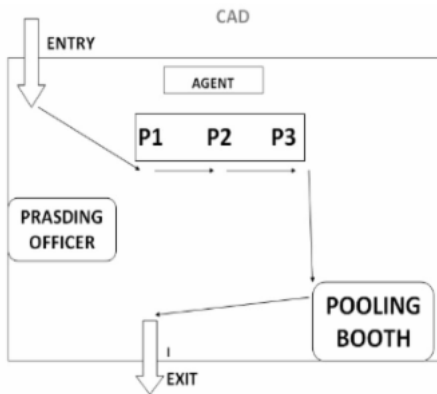 CAD
ENTRY
AGENT
P1 P2 P3
PRASDING
OFFICER
POOLING
BOOTH
I
EXIT